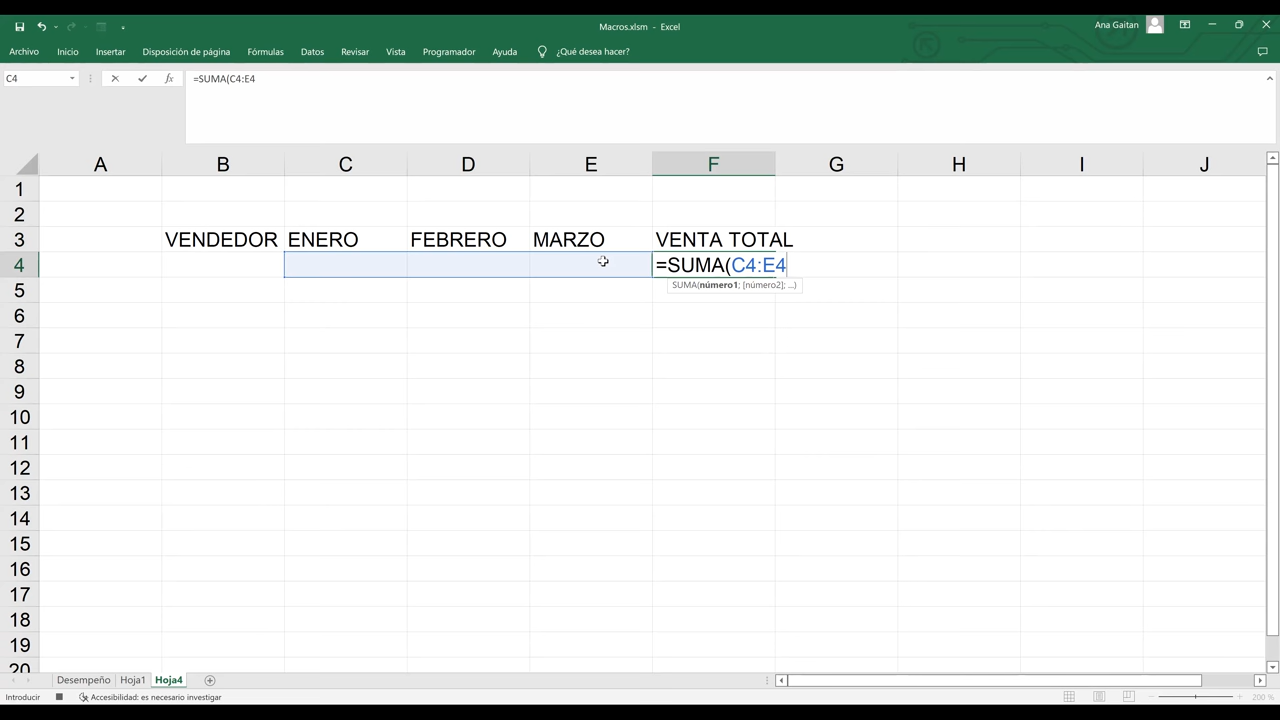 Macros.xlsm - Excel
Ana Gaitan
Archivo Inicio Insertar Disposición de página Fórmulas Datos Revisar Vista Programador Ayuda ¿Qué desea hacer?
C4 fx =SUMA(C4:E4
A B C D E F G H I J
1
2
3 VENDEDOR ENERO FEBRERO MARZO VENTA TOTAL
4 =SUMA(C4:E4
SUMA(número1; [número2]; ...)
5
6
7
8
9
10
11
12
13
14
15
16
17
18
19
20
Desempeño Hoja1 Hoja4
Introducir Accesibilidad: es necesario investigar 200 %